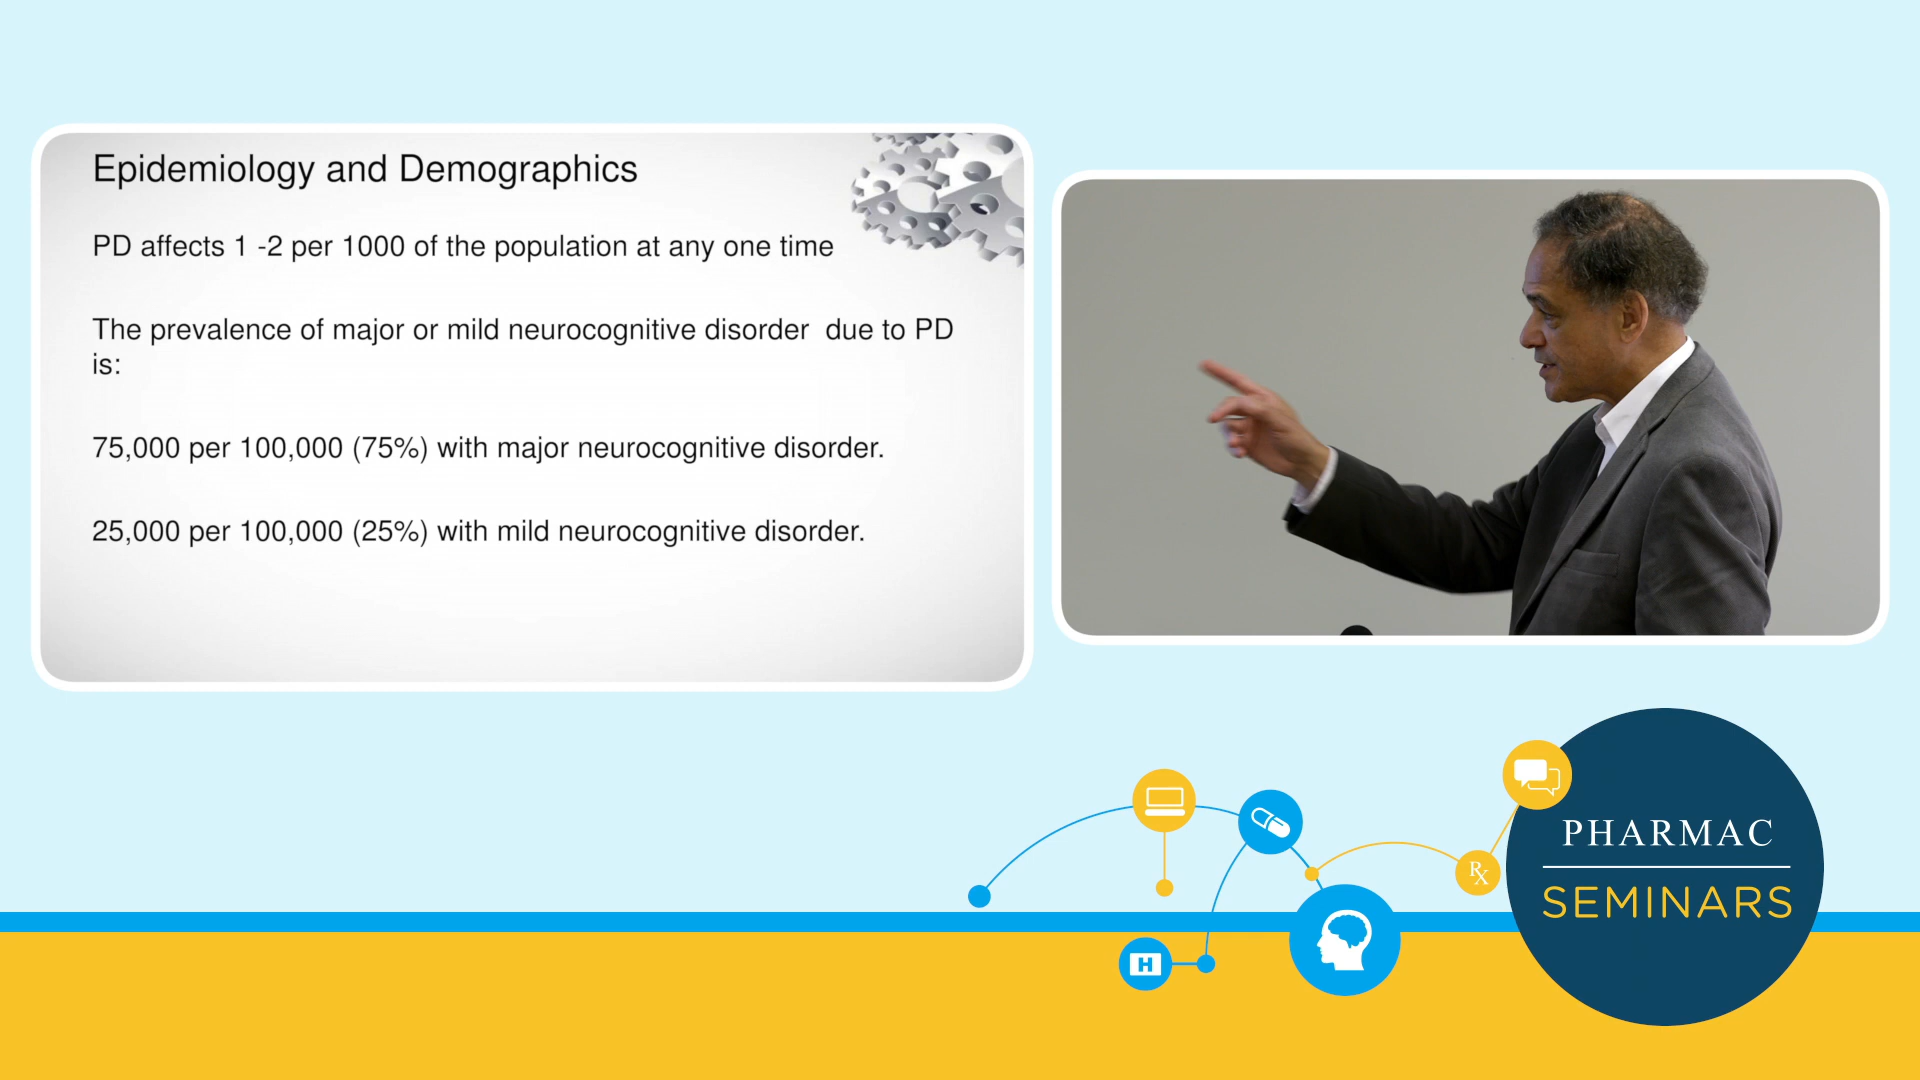 Epidemiology and Demographics
PD affects 1 -2 per 1000 of the population at any one time
The prevalence of major or mild neurocognitive disorder  due to PD
is:
75,000 per 100,000 (75%) with major neurocognitive disorder.
25,000 per 100,000 (25%) with mild neurocognitive disorder.
PHARMAC
SEMINARS
Rx
H